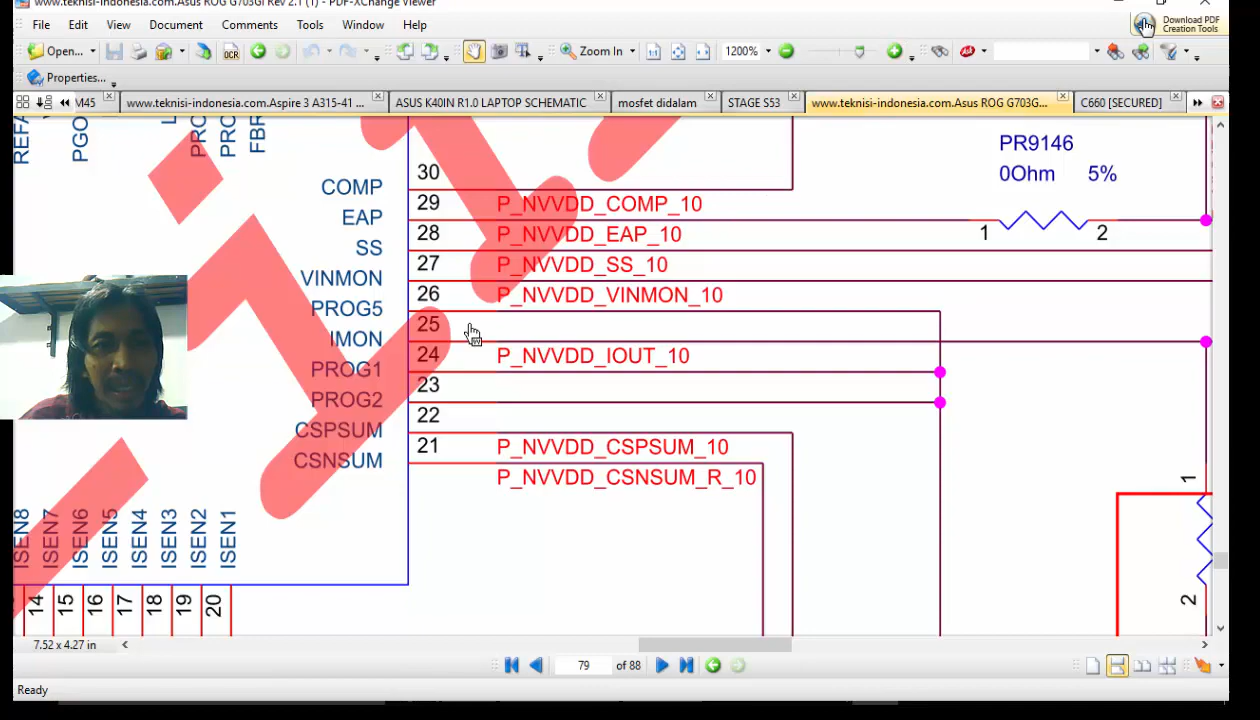 www.teknisi-indonesia.com.Asus ROG G703GI Rev 2.1 (1) - PDF-XChange Viewer
File Edit View Document Comments Tools Window Help
Download PDF
Creation Tools
Open... OCR Zoom In 1200%
Properties...
M45 www.teknisi-indonesia.com.Aspire 3 A315-41 ... ASUS K40IN R1.0 LAPTOP SCHEMATIC mosfet didalam STAGE S53 www.teknisi-indonesia.com.Asus ROG G703G... C660 [SECURED]
REFA
PGO
PRC
PRC
FBR
PR9146
0Ohm 5%
1 2
COMP 30
EAP 29 P_NVVDD_COMP_10
SS 28 P_NVVDD_EAP_10
VINMON 27 P_NVVDD_SS_10
PROG5 26 P_NVVDD_VINMON_10
IMON 25
PROG1 24 P_NVVDD_IOUT_10
PROG2 23
CSPSUM 22
CSNSUM 21 P_NVVDD_CSPSUM_10
P_NVVDD_CSNSUM_R_10
1
2
ISEN8 ISEN7 ISEN6 ISEN5 ISEN4 ISEN3 ISEN2 ISEN1
14 15 16 17 18 19 20
7.52 x 4.27 in
79 of 88
Ready